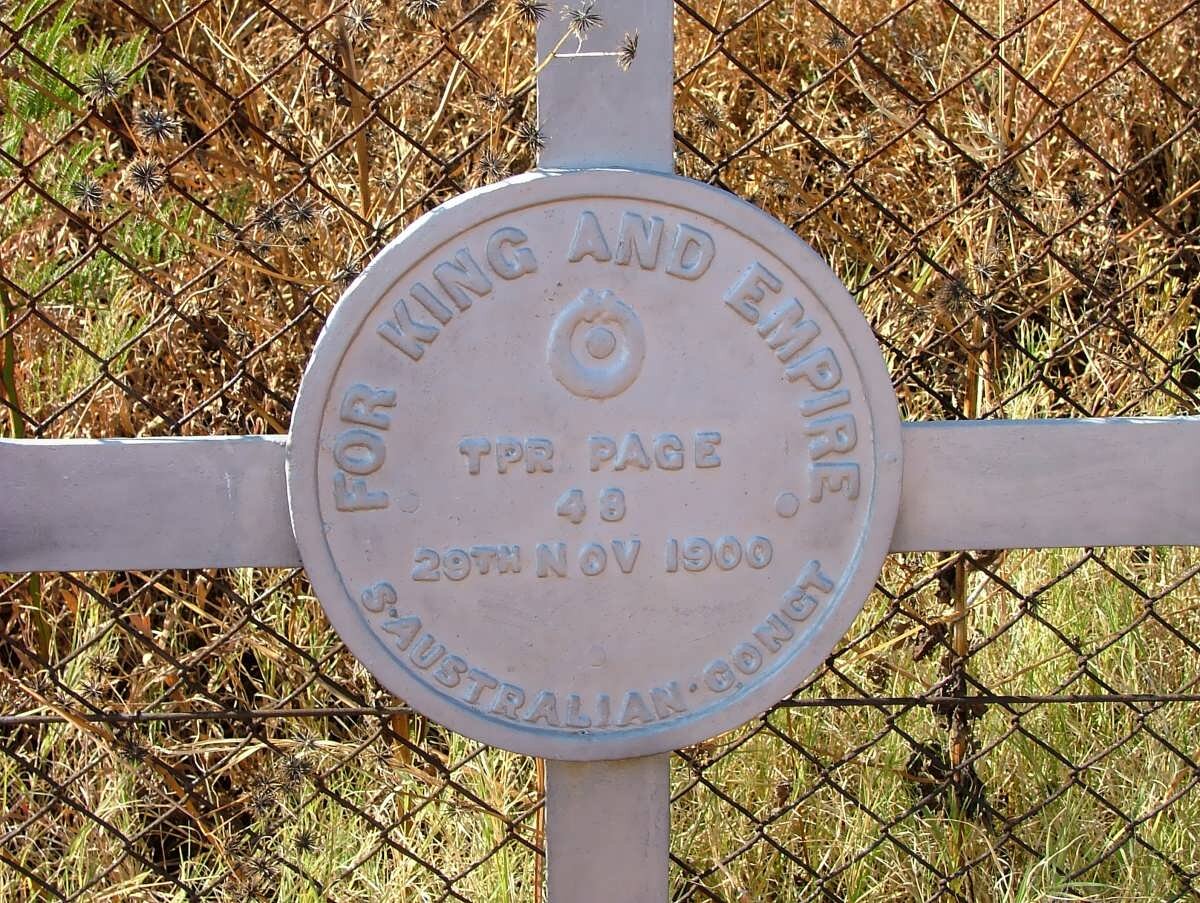 FOR KING AND EMPIRE
TPR PAGE
48
29TH NOV 1900
S. AUSTRALIAN · CONGT